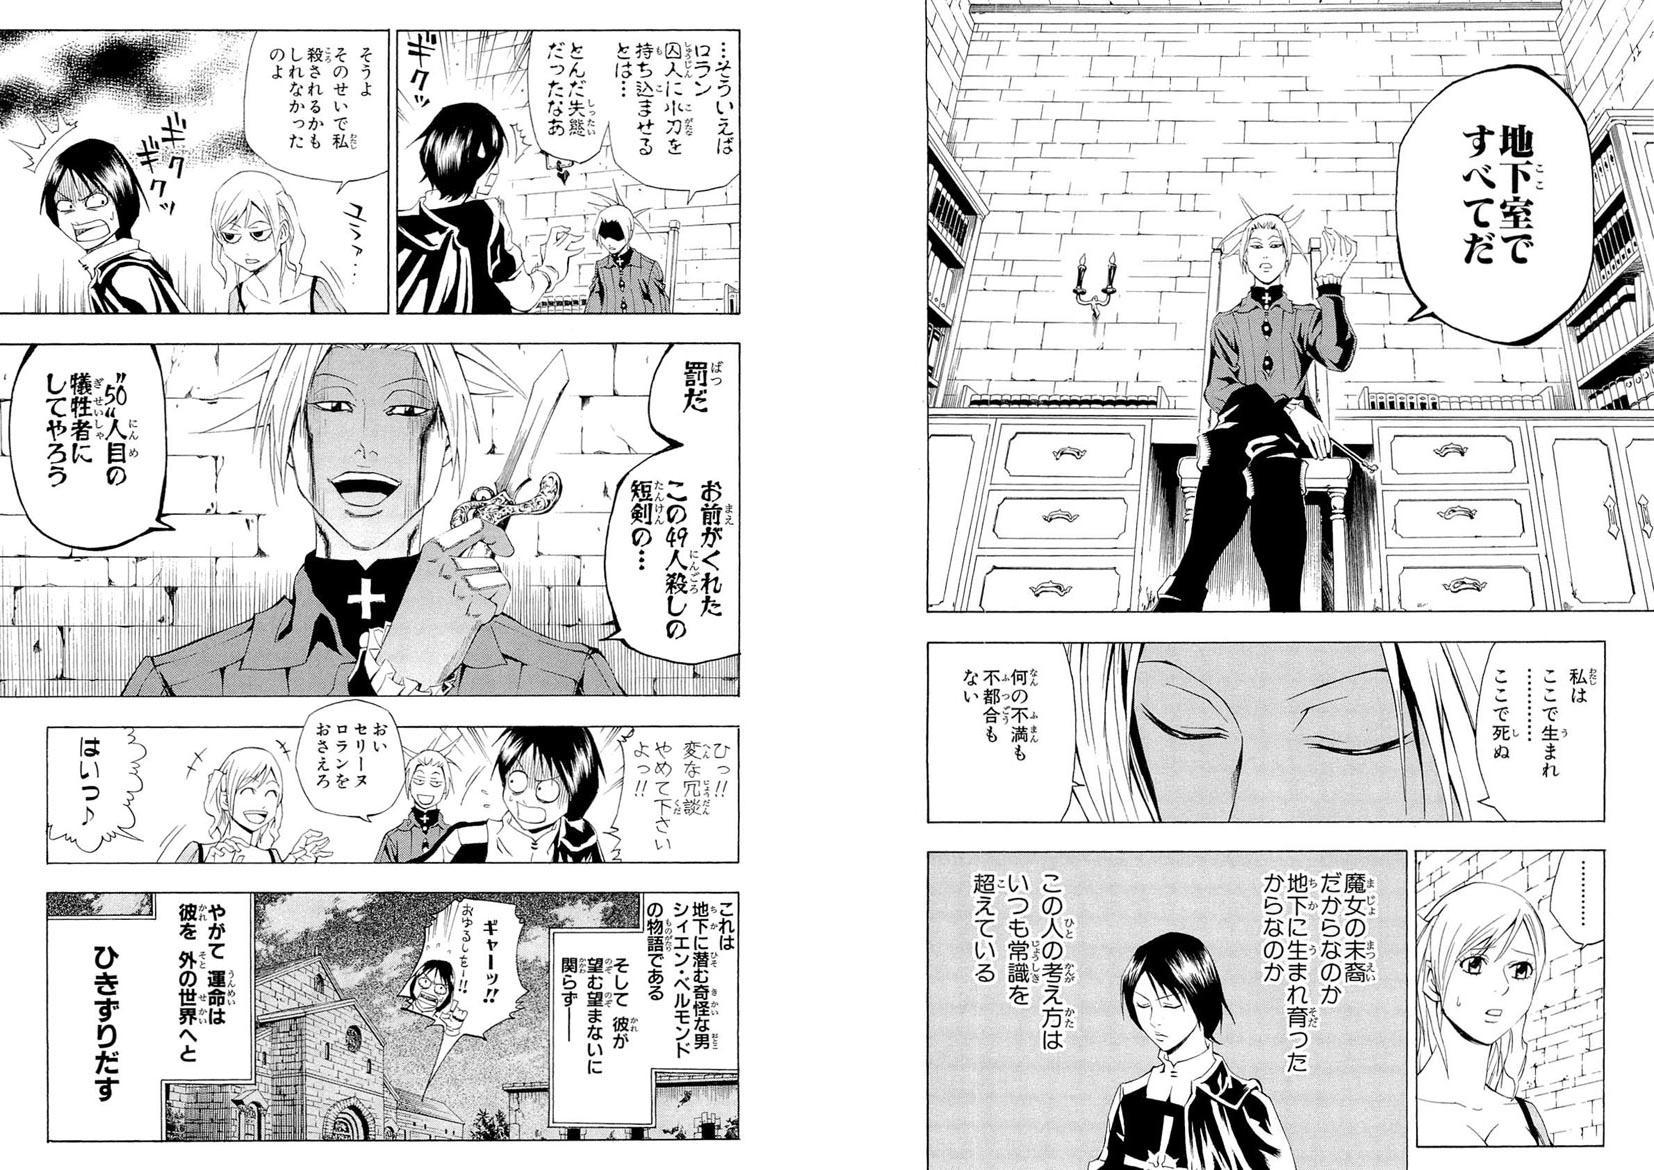 地下室で
すべてだ
私は
ここで生まれ
…………
ここで死ぬ
何の不満も
不都合も
ない
…………
魔女の末裔
だからなのか
地下に生まれ育った
からなのか
この人の考え方は
いつも常識を
超えている
…そういえば
ロラン
囚人に小刀を
持ち込ませる
とは…
とんだ失態
だったなあ
ギクッ
そうよ
そのせいで私
殺されるかも
しれなかった
のよ
ユラァ…
ギク
ギクッ
罰だ
お前がくれた
この49人殺しの
短剣の…
"50"人目の
犠牲者に
してやろう
ひっ!!
変な冗談
やめて下さい
よっ!!
おい
セリーヌ
ロランを
おさえろ
はいっ♪
これは
地下に潜む奇怪な男
シィエン・ベルモンド
の物語である
そして 彼が
望む望まないに
関らず──
ギャーッ!!
おゆるしを~!!
やがて 運命は
彼を 外の世界へと
ひきずりだす